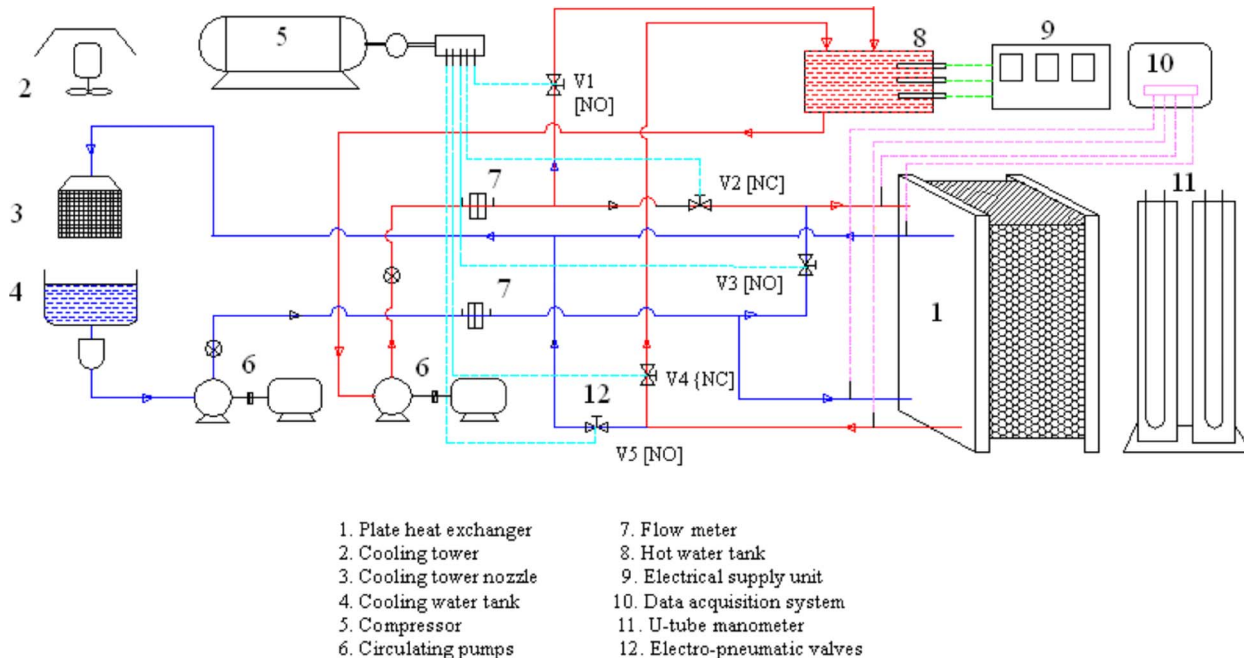 5
8
9
2
10
V1
[NO]
7
V2 [NC]
11
3
V3 [NO]
7
4
1
6
6
V4 {NC]
12
V5 [NO]
1. Plate heat exchanger
2. Cooling tower
3. Cooling tower nozzle
4. Cooling water tank
5. Compressor
6. Circulating pumps
7. Flow meter
8. Hot water tank
9. Electrical supply unit
10. Data acquisition system
11. U-tube manometer
12. Electro-pneumatic valves